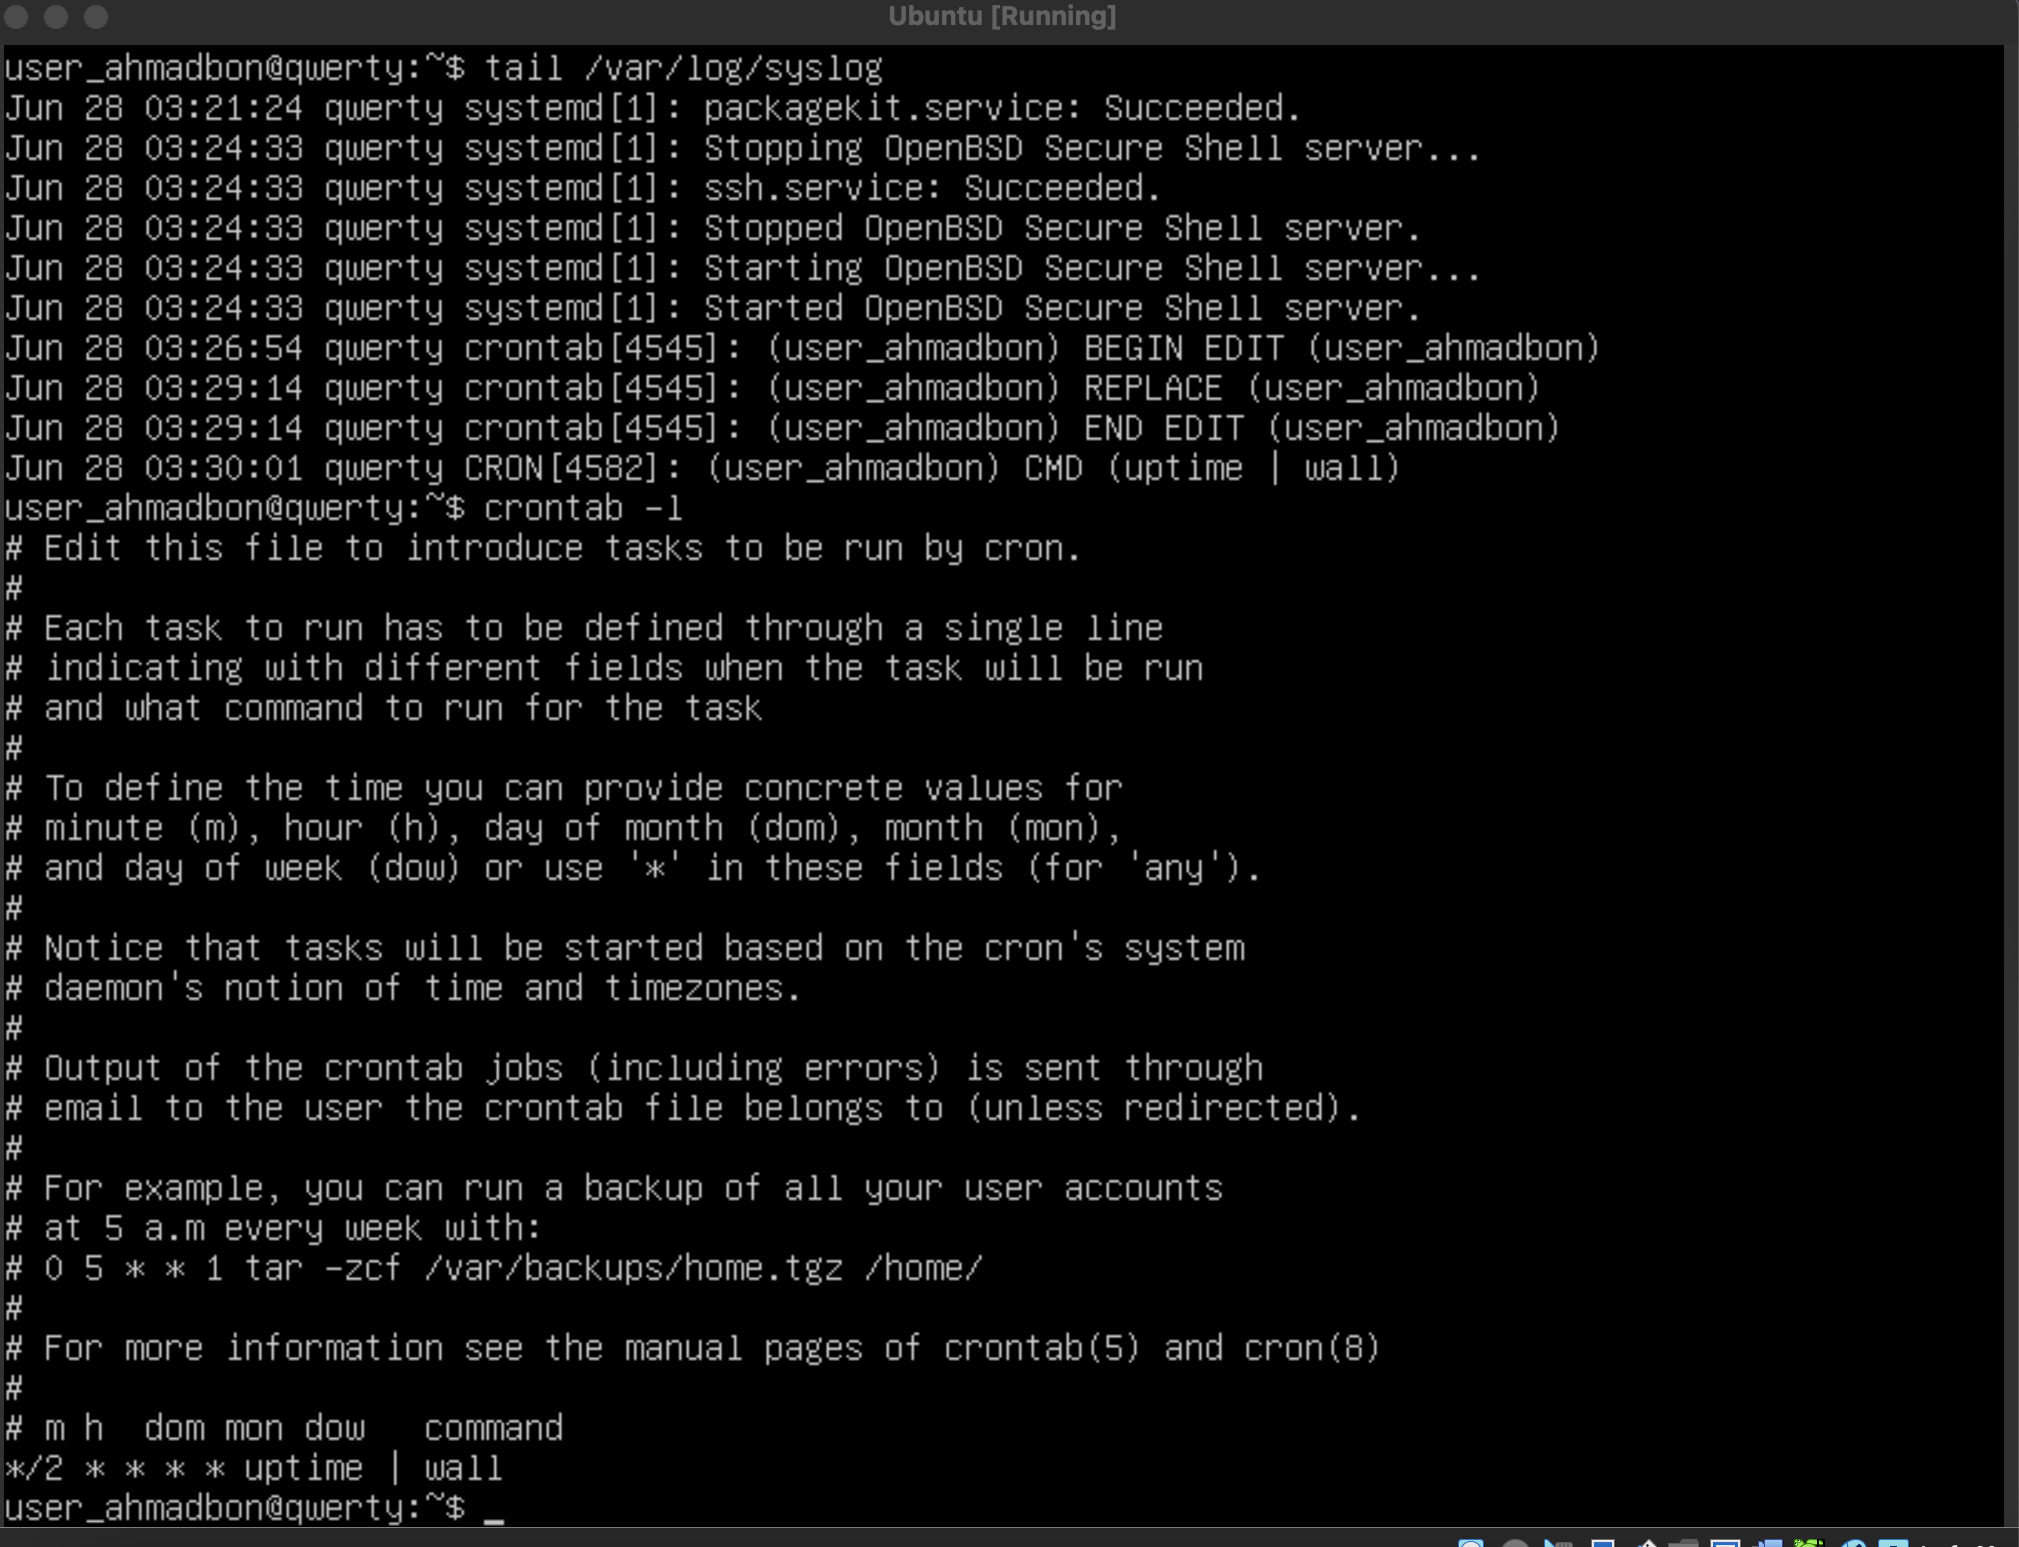 Ubuntu [Running]
user_ahmadbon@qwerty:~$ tail /var/log/syslog
Jun 28 03:21:24 qwerty systemd[1]: packagekit.service: Succeeded.
Jun 28 03:24:33 qwerty systemd[1]: Stopping OpenBSD Secure Shell server...
Jun 28 03:24:33 qwerty systemd[1]: ssh.service: Succeeded.
Jun 28 03:24:33 qwerty systemd[1]: Stopped OpenBSD Secure Shell server.
Jun 28 03:24:33 qwerty systemd[1]: Starting OpenBSD Secure Shell server...
Jun 28 03:24:33 qwerty systemd[1]: Started OpenBSD Secure Shell server.
Jun 28 03:26:54 qwerty crontab[4545]: (user_ahmadbon) BEGIN EDIT (user_ahmadbon)
Jun 28 03:29:14 qwerty crontab[4545]: (user_ahmadbon) REPLACE (user_ahmadbon)
Jun 28 03:29:14 qwerty crontab[4545]: (user_ahmadbon) END EDIT (user_ahmadbon)
Jun 28 03:30:01 qwerty CRON[4582]: (user_ahmadbon) CMD (uptime | wall)
user_ahmadbon@qwerty:~$ crontab -l
# Edit this file to introduce tasks to be run by cron.
#
# Each task to run has to be defined through a single line
# indicating with different fields when the task will be run
# and what command to run for the task
#
# To define the time you can provide concrete values for
# minute (m), hour (h), day of month (dom), month (mon),
# and day of week (dow) or use '*' in these fields (for 'any').
#
# Notice that tasks will be started based on the cron's system
# daemon's notion of time and timezones.
#
# Output of the crontab jobs (including errors) is sent through
# email to the user the crontab file belongs to (unless redirected).
#
# For example, you can run a backup of all your user accounts
# at 5 a.m every week with:
# 0 5 * * 1 tar -zcf /var/backups/home.tgz /home/
#
# For more information see the manual pages of crontab(5) and cron(8)
#
# m h  dom mon dow   command
*/2 * * * * uptime | wall
user_ahmadbon@qwerty:~$ _